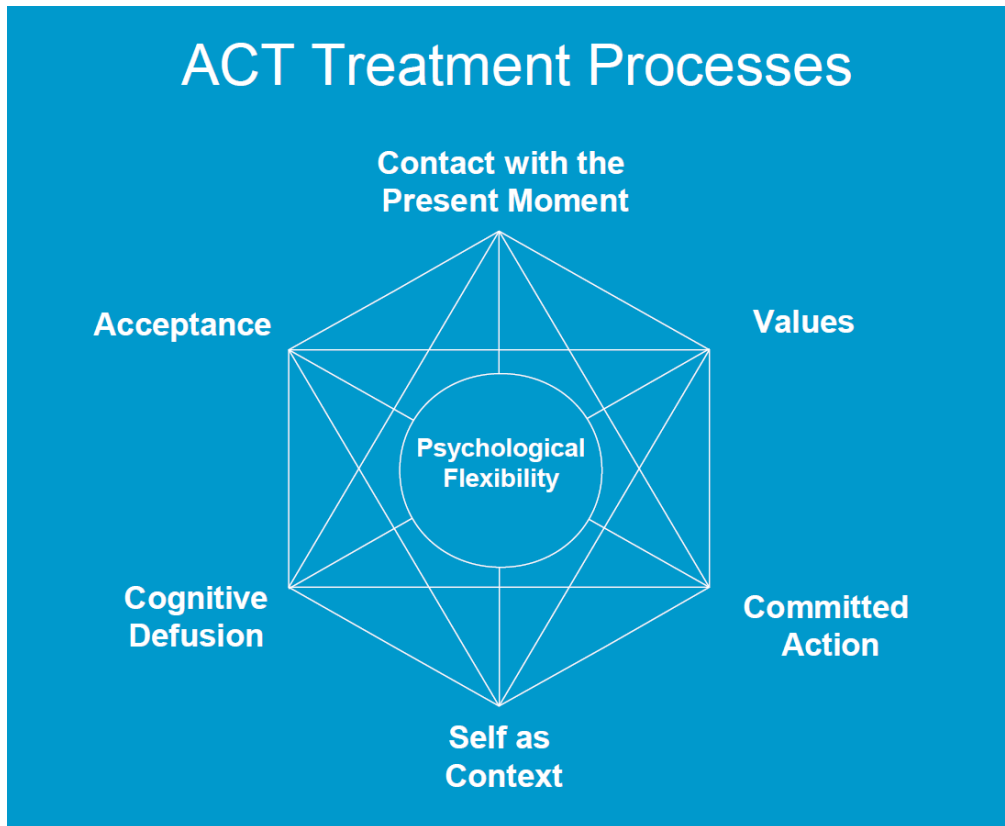 ACT Treatment Processes
Contact with the
Present Moment
Acceptance
Values
Psychological
Flexibility
Cognitive
Defusion
Committed
Action
Self as
Context